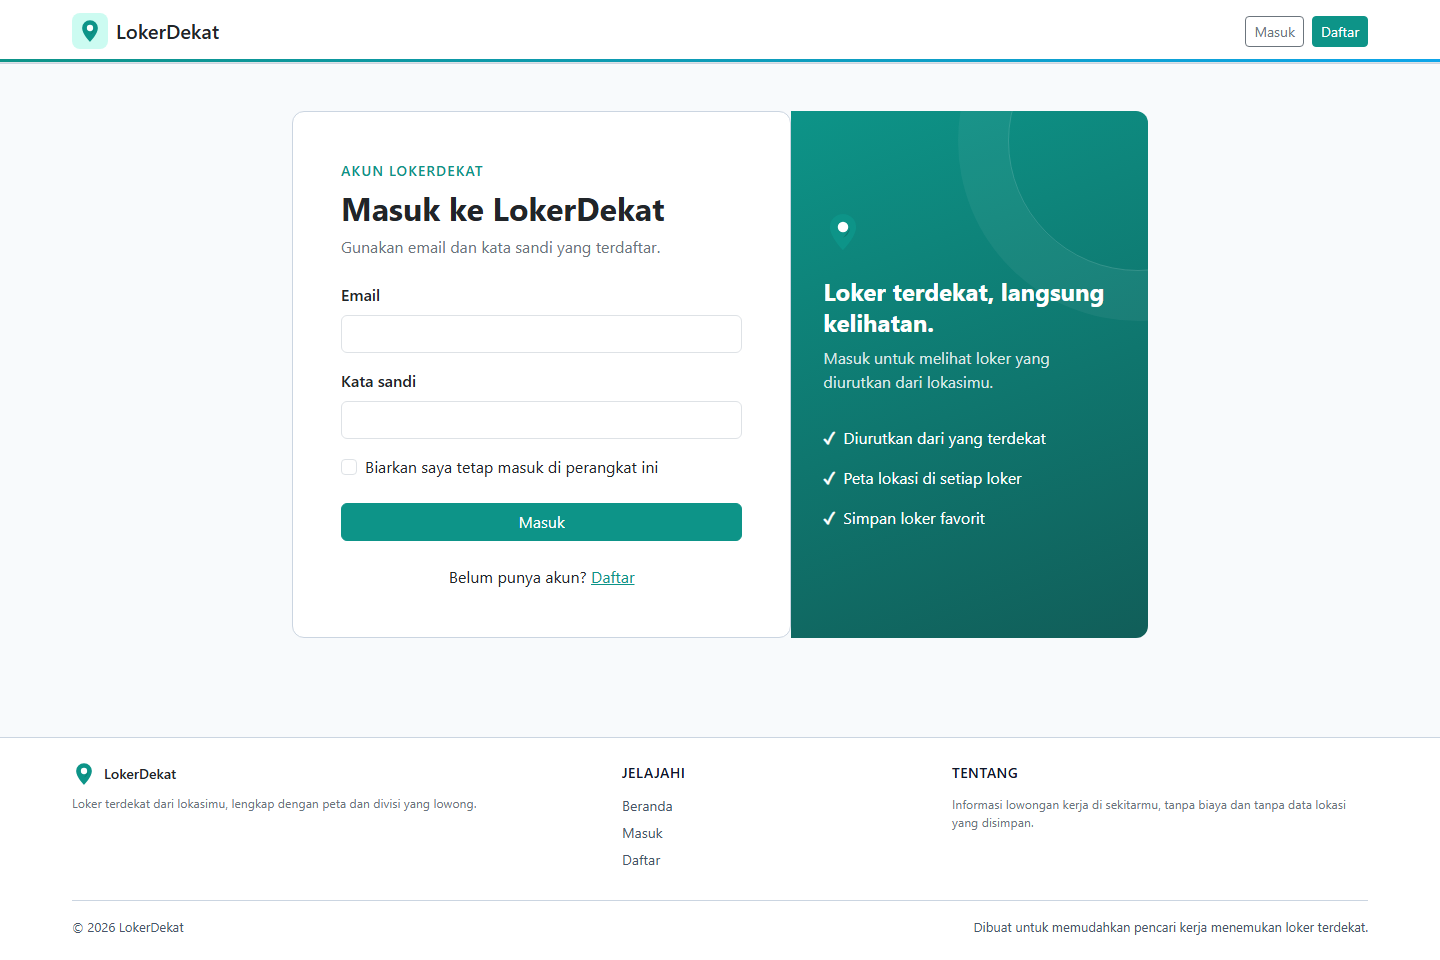 LokerDekat
Masuk
Daftar
AKUN LOKERDEKAT
Masuk ke LokerDekat
Gunakan email dan kata sandi yang terdaftar.
Email
Kata sandi
Biarkan saya tetap masuk di perangkat ini
Masuk
Belum punya akun? Daftar
Loker terdekat, langsung
kelihatan.
Masuk untuk melihat loker yang
diurutkan dari lokasimu.
✓ Diurutkan dari yang terdekat
✓ Peta lokasi di setiap loker
✓ Simpan loker favorit
LokerDekat
Loker terdekat dari lokasimu, lengkap dengan peta dan divisi yang lowong.
JELAJAHI
Beranda
Masuk
Daftar
TENTANG
Informasi lowongan kerja di sekitarmu, tanpa biaya dan tanpa data lokasi
yang disimpan.
© 2026 LokerDekat
Dibuat untuk memudahkan pencari kerja menemukan loker terdekat.